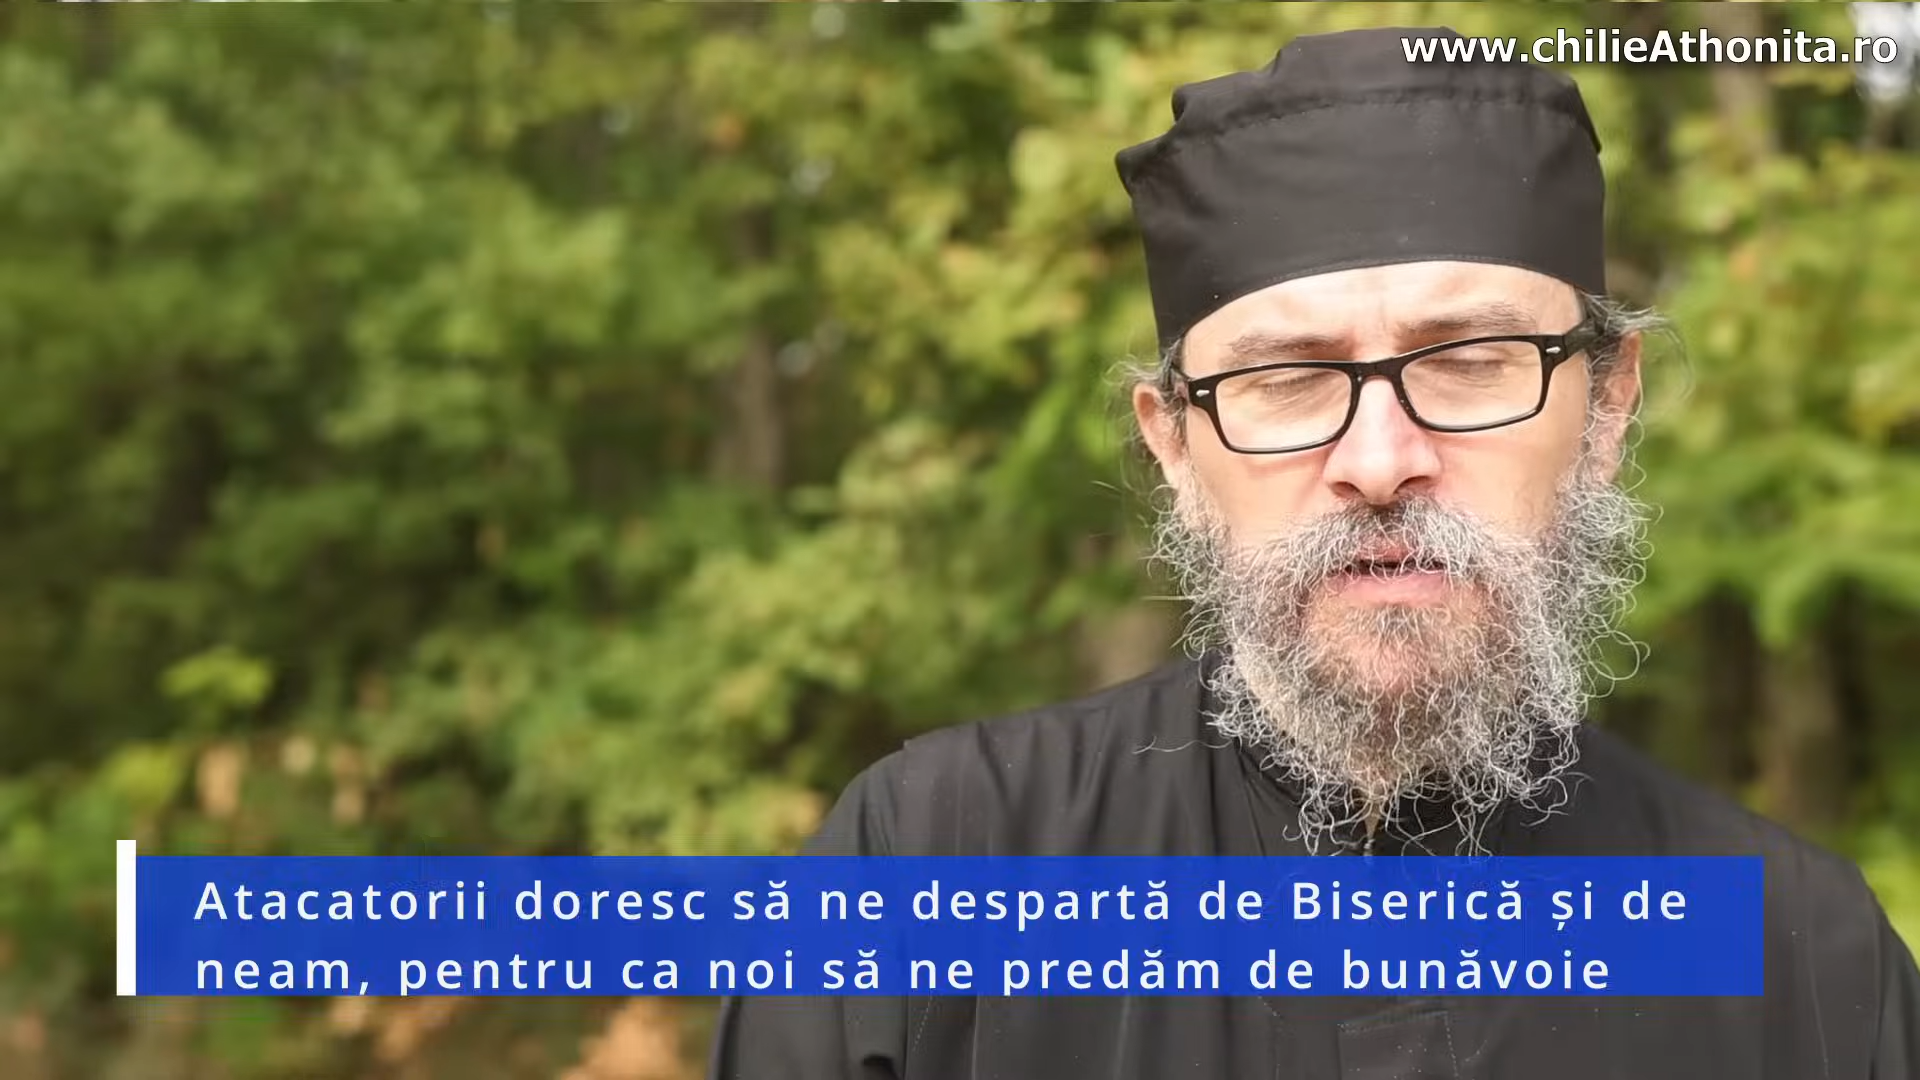 www.chilieAthonita.ro
Atacatorii doresc să ne despartă de Biserică și de
neam, pentru ca noi să ne predăm de bunăvoie